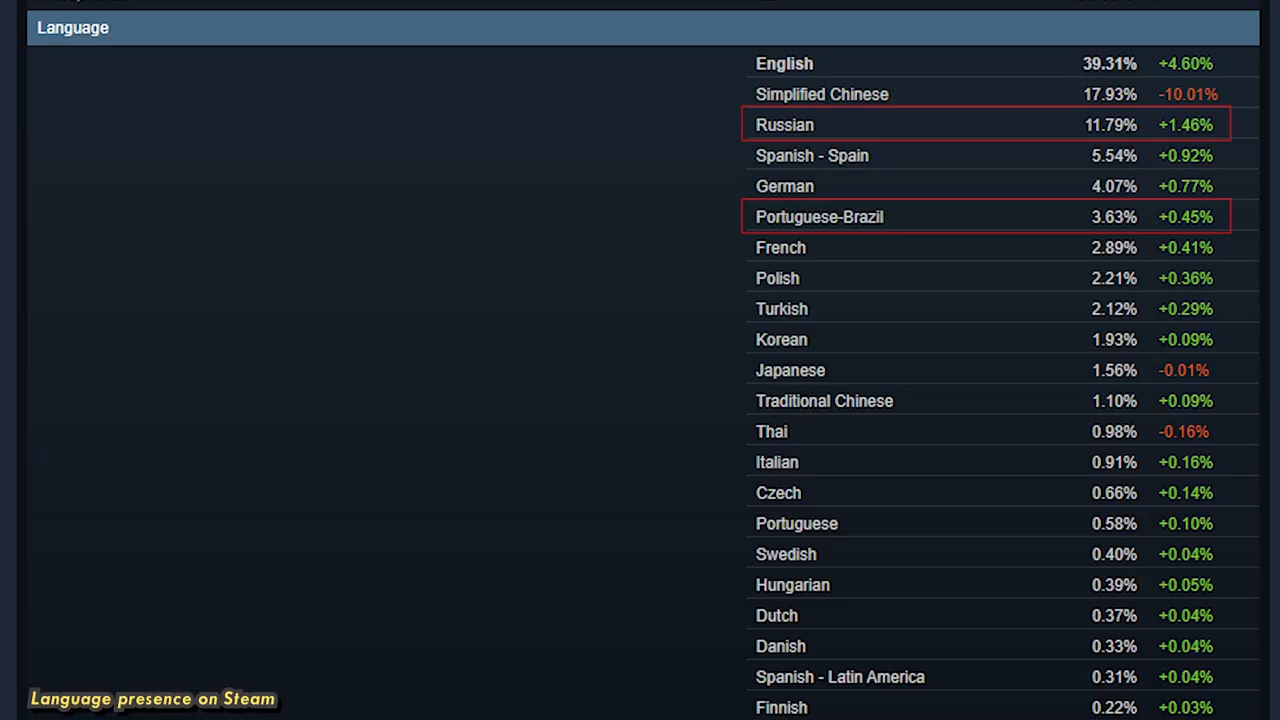 Language
English 39.31% +4.60%
Simplified Chinese 17.93% -10.01%
Russian 11.79% +1.46%
Spanish - Spain 5.54% +0.92%
German 4.07% +0.77%
Portuguese-Brazil 3.63% +0.45%
French 2.89% +0.41%
Polish 2.21% +0.36%
Turkish 2.12% +0.29%
Korean 1.93% +0.09%
Japanese 1.56% -0.01%
Traditional Chinese 1.10% +0.09%
Thai 0.98% -0.16%
Italian 0.91% +0.16%
Czech 0.66% +0.14%
Portuguese 0.58% +0.10%
Swedish 0.40% +0.04%
Hungarian 0.39% +0.05%
Dutch 0.37% +0.04%
Danish 0.33% +0.04%
Spanish - Latin America 0.31% +0.04%
Finnish 0.22% +0.03%
Language presence on Steam